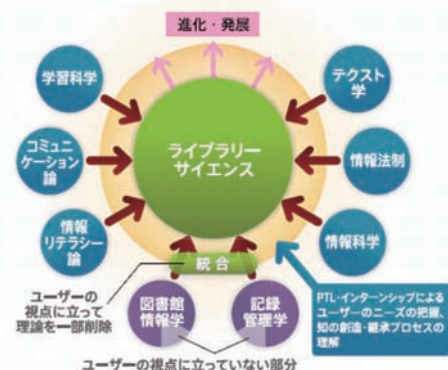 進化・発展
学習科学
テクスト
学
コミュニ
ケーション
論
ライブラリー
サイエンス
情報法制
情報
リテラシー
論
情報科学
統合
ユーザーの
視点に立って
理論を一部削除
図書館
情報学
記録
管理学
PTL・インターンシップによる
ユーザーのニーズの把握、
知の創造・継承プロセスの
理解
ユーザーの視点に立っていない部分